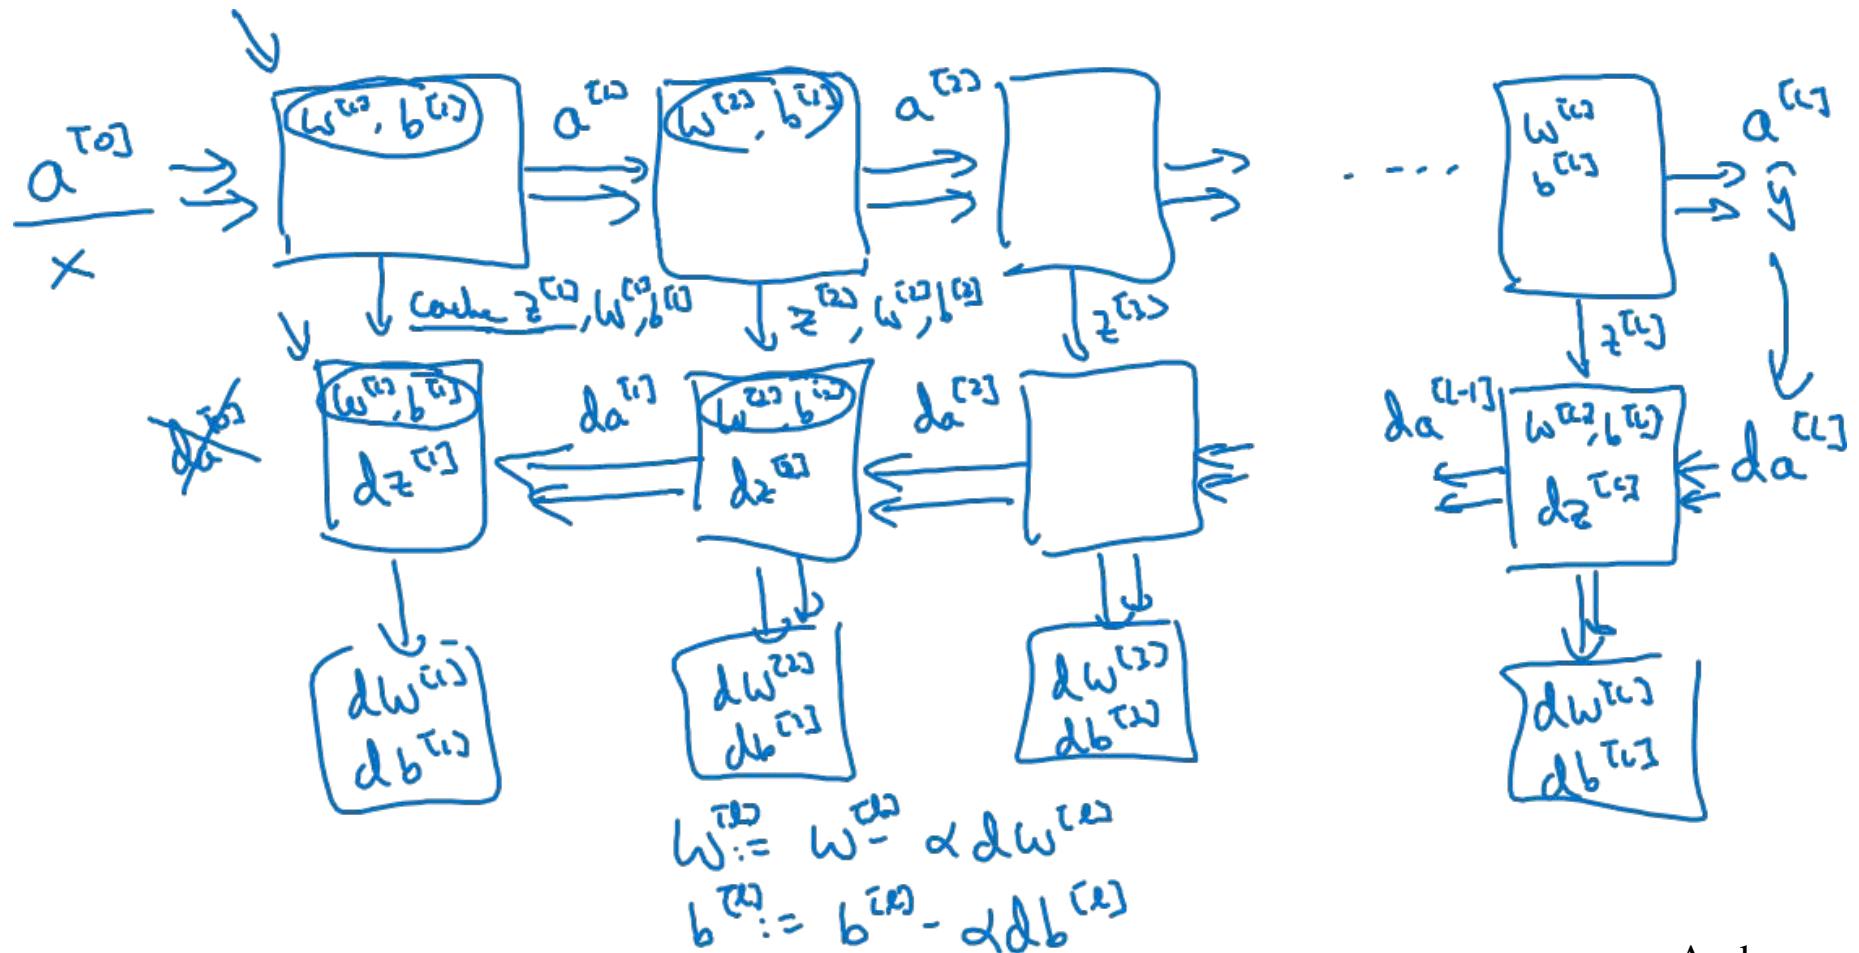 a^[0]
x
w^[1], b^[1]
a^[1]
w^[2], b^[2]
a^[2]
. - - - . . .
w^[L]
b^[L]
a^[L]
ŷ
cache z^[1], w^[1], b^[1]
z^[2], w^[2], b^[2]
z^[3]
z^[L]
da^[0]
w^[1], b^[1]
dz^[1]
da^[1]
w^[2], b^[2]
dz^[2]
da^[2]
da^[L-1]
w^[L], b^[L]
dz^[L]
da^[L]
dw^[1]
db^[1]
dw^[2]
db^[2]
dw^[3]
db^[3]
dw^[L]
db^[L]
w^[l] := w^[l] - α dw^[l]
b^[l] := b^[l] - α db^[l]